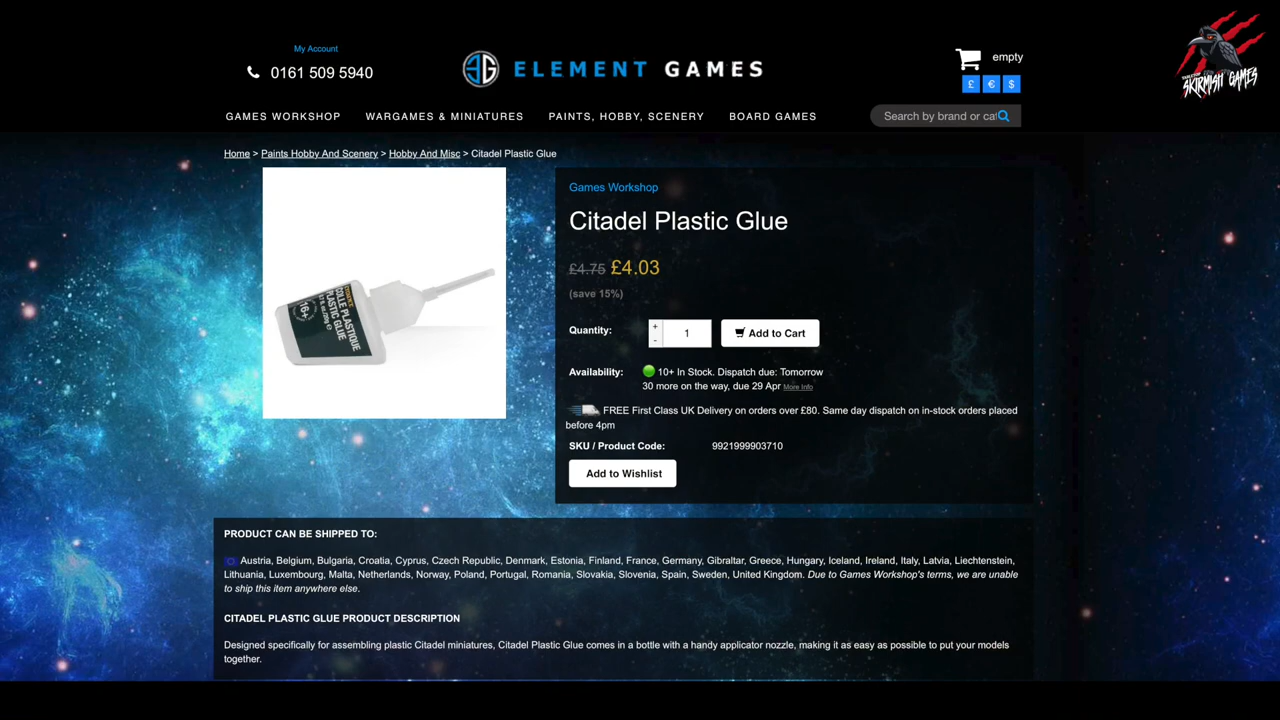 My Account
0161 509 5940
ELEMENT GAMES
empty
£ € $
TABLETOP
SKIRMISH GAMES
GAMES WORKSHOP WARGAMES & MINIATURES PAINTS, HOBBY, SCENERY BOARD GAMES
Search by brand or cat
Home > Paints Hobby And Scenery > Hobby And Misc > Citadel Plastic Glue
Games Workshop
Citadel Plastic Glue
£4.75 £4.03
(save 15%)
16+
COLLE PLASTIQUE
PLASTIC GLUE
Quantity: + - 1 Add to Cart
Availability: 10+ In Stock. Dispatch due: Tomorrow
30 more on the way, due 29 Apr More Info
FREE First Class UK Delivery on orders over £80. Same day dispatch on in-stock orders placed
before 4pm
SKU / Product Code: 9921999903710
Add to Wishlist
PRODUCT CAN BE SHIPPED TO:
Austria, Belgium, Bulgaria, Croatia, Cyprus, Czech Republic, Denmark, Estonia, Finland, France, Germany, Gibraltar, Greece, Hungary, Iceland, Ireland, Italy, Latvia, Liechtenstein,
Lithuania, Luxembourg, Malta, Netherlands, Norway, Poland, Portugal, Romania, Slovakia, Slovenia, Spain, Sweden, United Kingdom. Due to Games Workshop's terms, we are unable
to ship this item anywhere else.
CITADEL PLASTIC GLUE PRODUCT DESCRIPTION
Designed specifically for assembling plastic Citadel miniatures, Citadel Plastic Glue comes in a bottle with a handy applicator nozzle, making it as easy as possible to put your models
together.